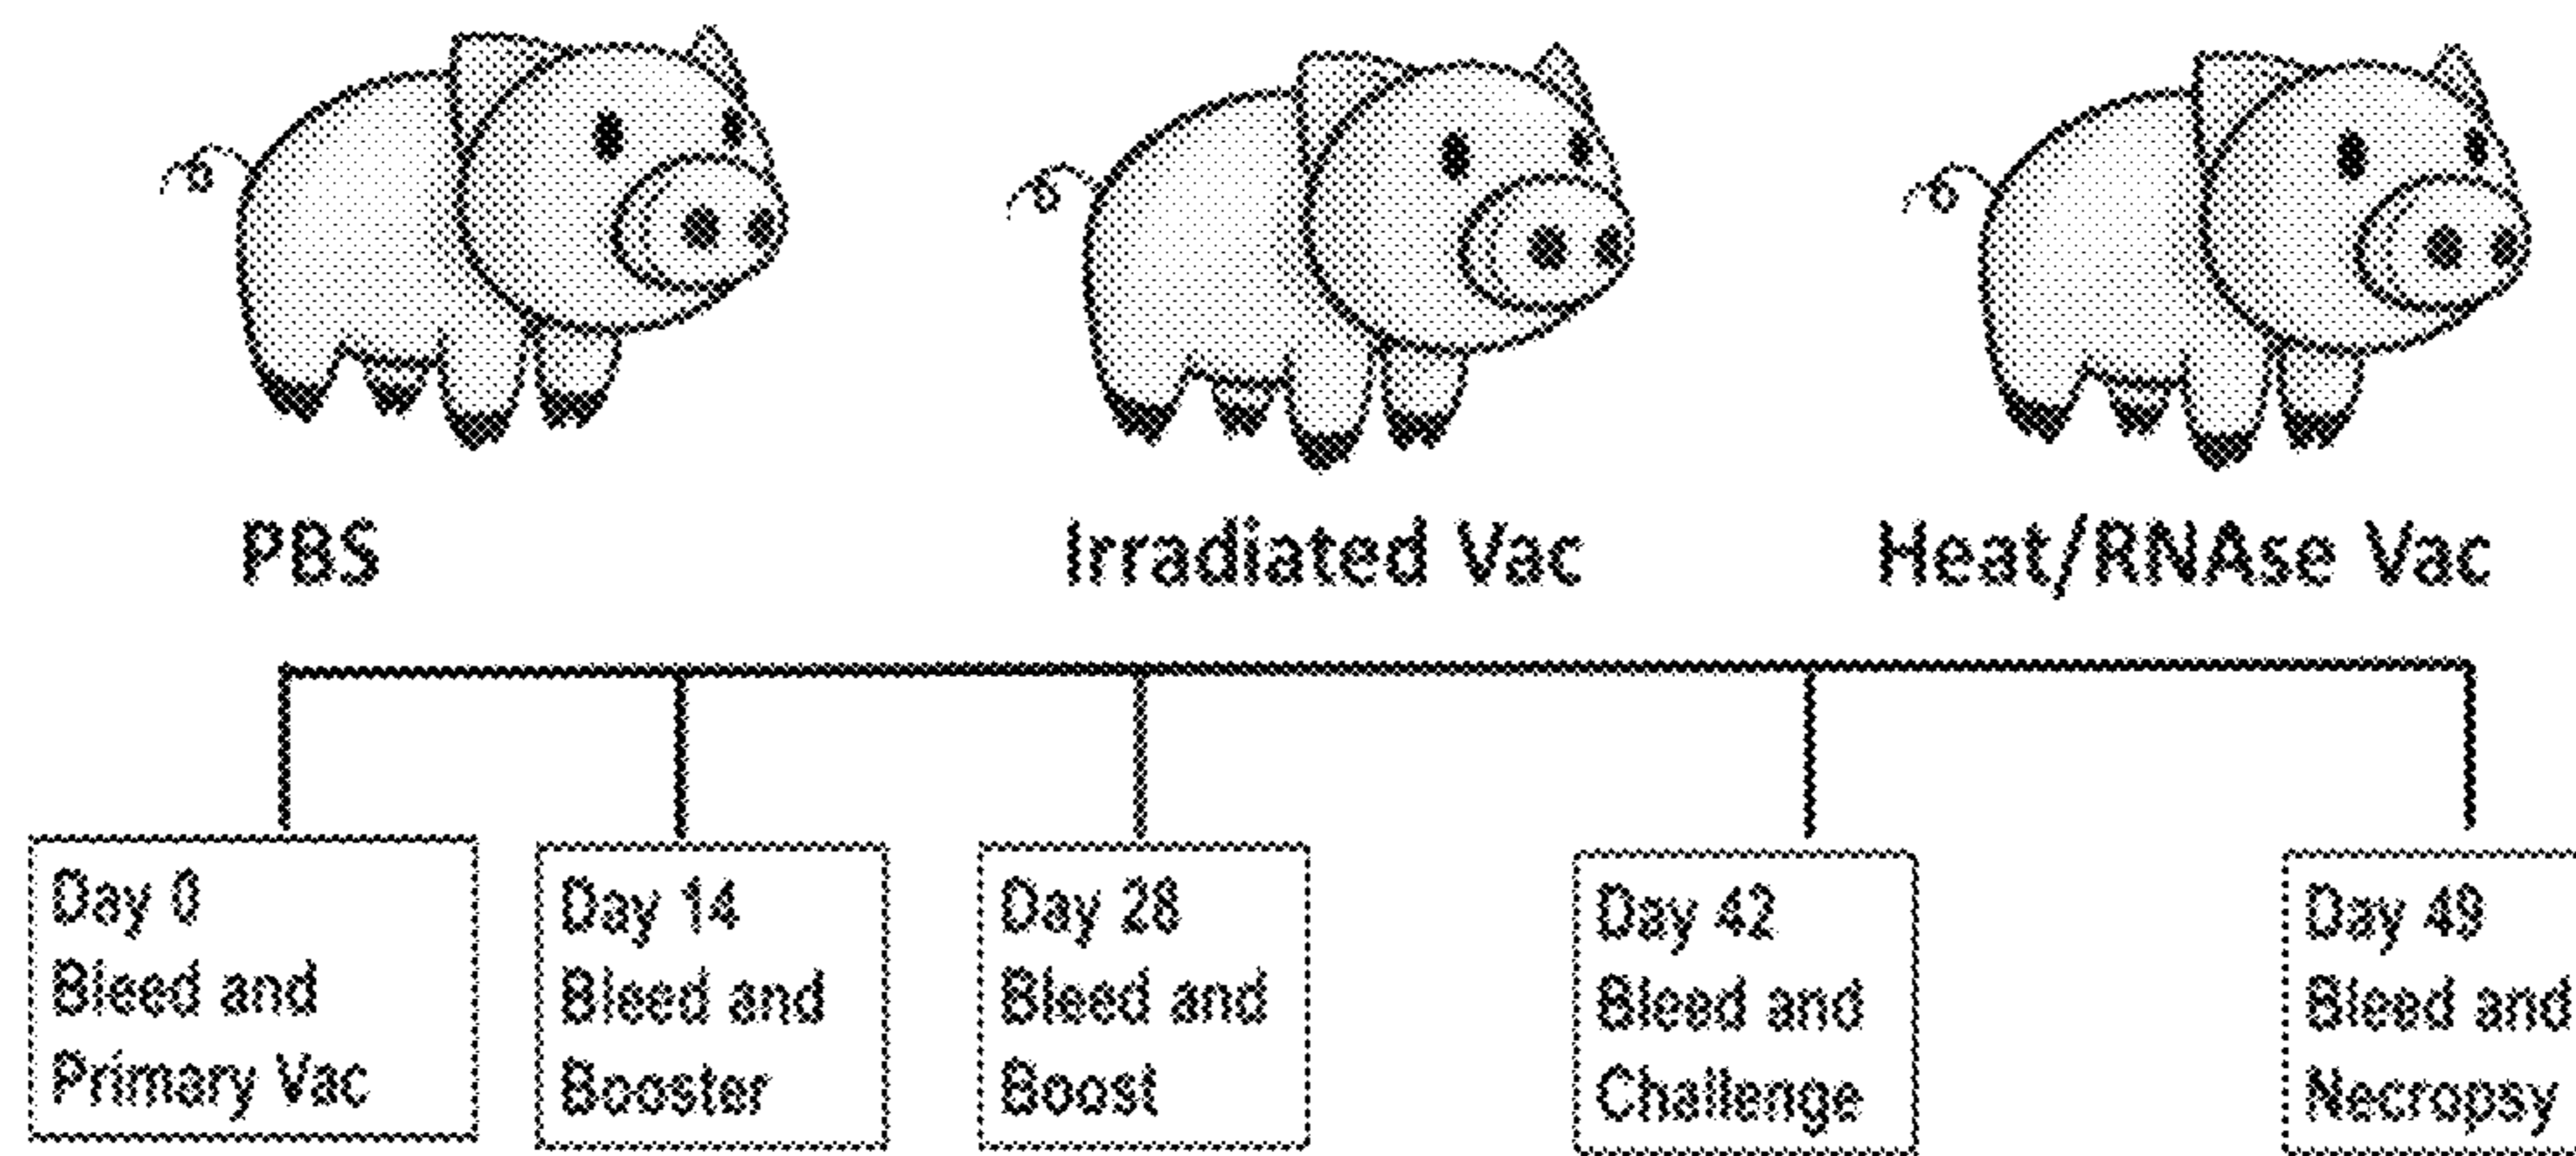 PBS
Irradiated Vac
Heat/RNAse Vac
Day 0
Bleed and
Primary Vac
Day 14
Bleed and
Booster
Day 28
Bleed and
Boost
Day 42
Bleed and
Challenge
Day 49
Bleed and
Necropsy